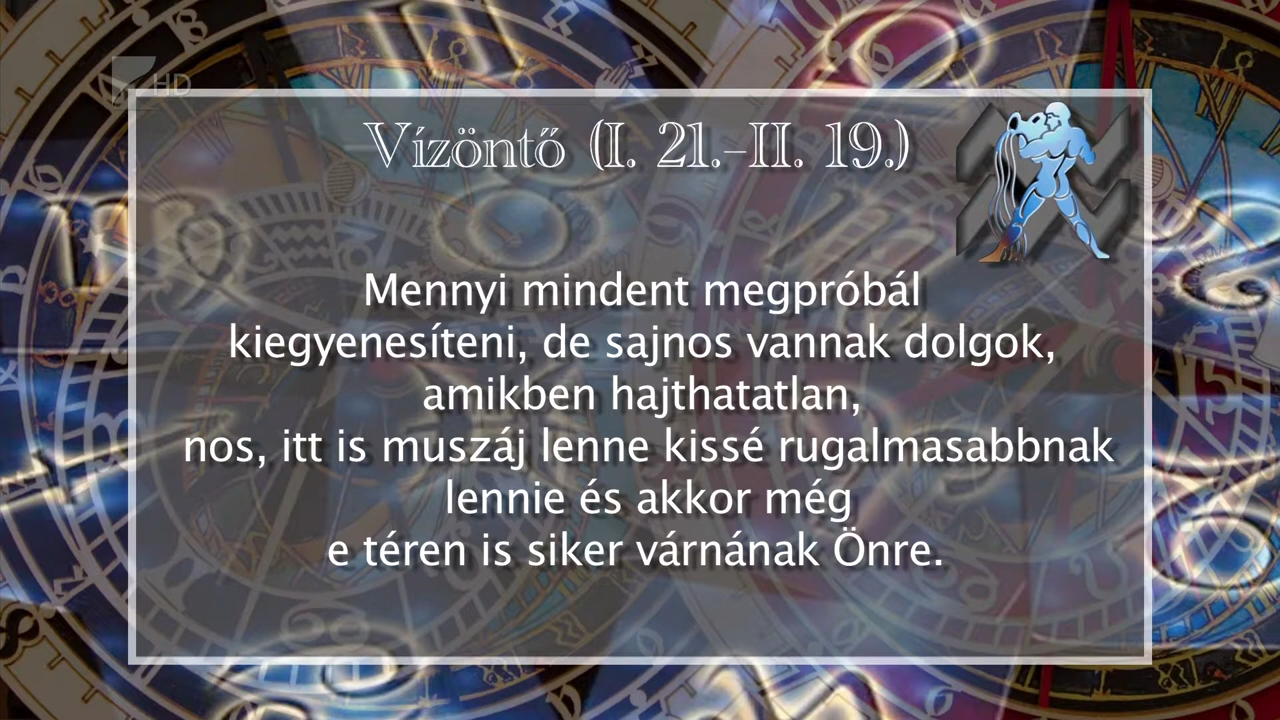 HD
Vízöntő (I. 21.-II. 19.)
Mennyi mindent megpróbál
kiegyenesíteni, de sajnos vannak dolgok,
amikben hajthatatlan,
nos, itt is muszáj lenne kissé rugalmasabbnak
lennie és akkor még
e téren is siker várnának Önre.